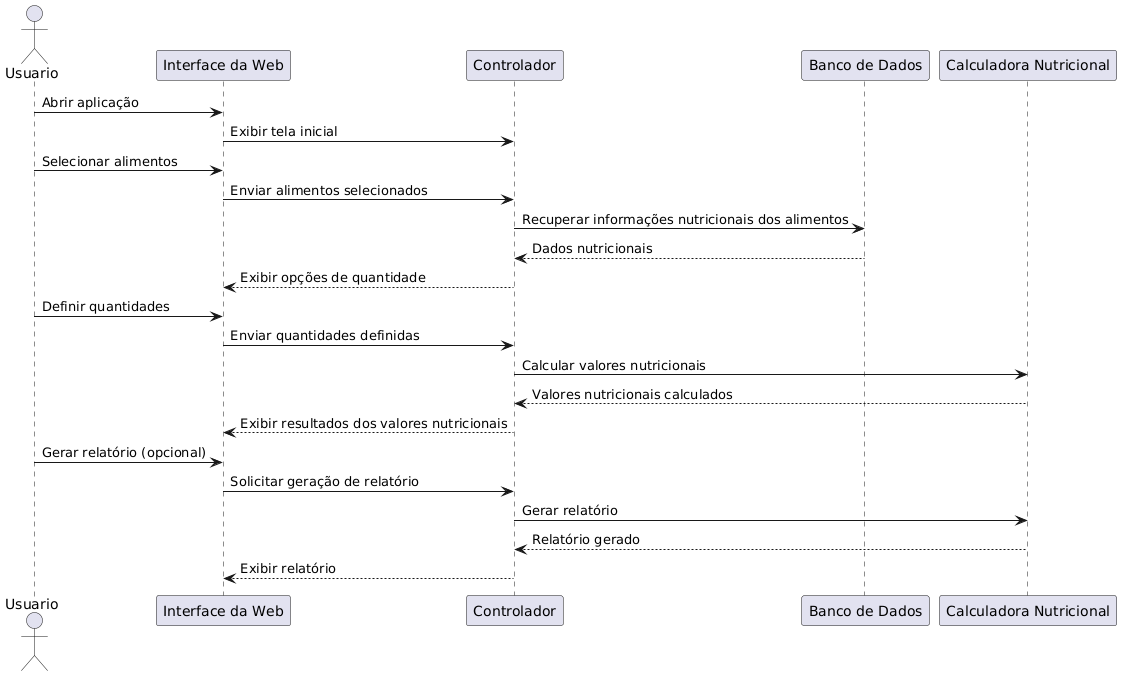 Usuario
Interface da Web
Controlador
Banco de Dados
Calculadora Nutricional
Abrir aplicação
Exibir tela inicial
Selecionar alimentos
Enviar alimentos selecionados
Recuperar informações nutricionais dos alimentos
Dados nutricionais
Exibir opções de quantidade
Definir quantidades
Enviar quantidades definidas
Calcular valores nutricionais
Valores nutricionais calculados
Exibir resultados dos valores nutricionais
Gerar relatório (opcional)
Solicitar geração de relatório
Gerar relatório
Relatório gerado
Exibir relatório
Usuario
Interface da Web
Controlador
Banco de Dados
Calculadora Nutricional